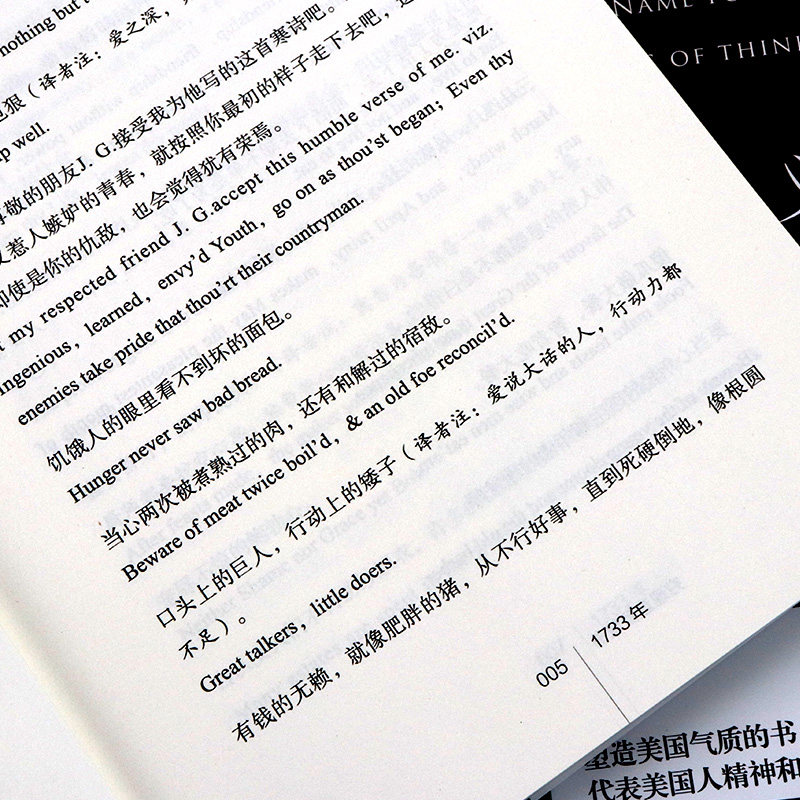 nothing but t
狠（译者注：爱之深，
p well.
敬的朋友J. G.接受我为他写的这首寒诗吧。
惹人嫉妒的青春，就按照你最初的样子走下去吧，
即使是你的仇敌，也会觉得犹有荣焉。
my respected friend J. G.accept this humble verse of me. viz.
ingenious, learned, envy'd Youth, go on as thou'st began; Even thy
enemies take pride that thou'rt their countryman.
饥饿人的眼里看不到坏的面包。
Hunger never saw bad bread.
当心两次被煮熟过的肉，还有和解过的宿敌。
Beware of meat twice boil'd, & an old foe reconcil'd.
口头上的巨人，行动上的矮子（译者注：爱说大话的人，行动力都
不足）。
Great talkers, little doers.
有钱的无赖，就像肥胖的猪，从不行好事，直到死硬倒地，像根圆
005
1733年
NAME
OF THIN
塑造美国气质的书
代表美国人精神和